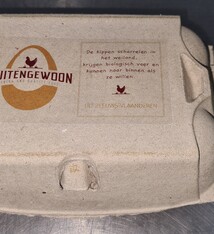 UITENGEWOON
De kippen scharrelen in
het weiland.
Krijgen biologisch voer en
kunnen naar binnen als
ze willen